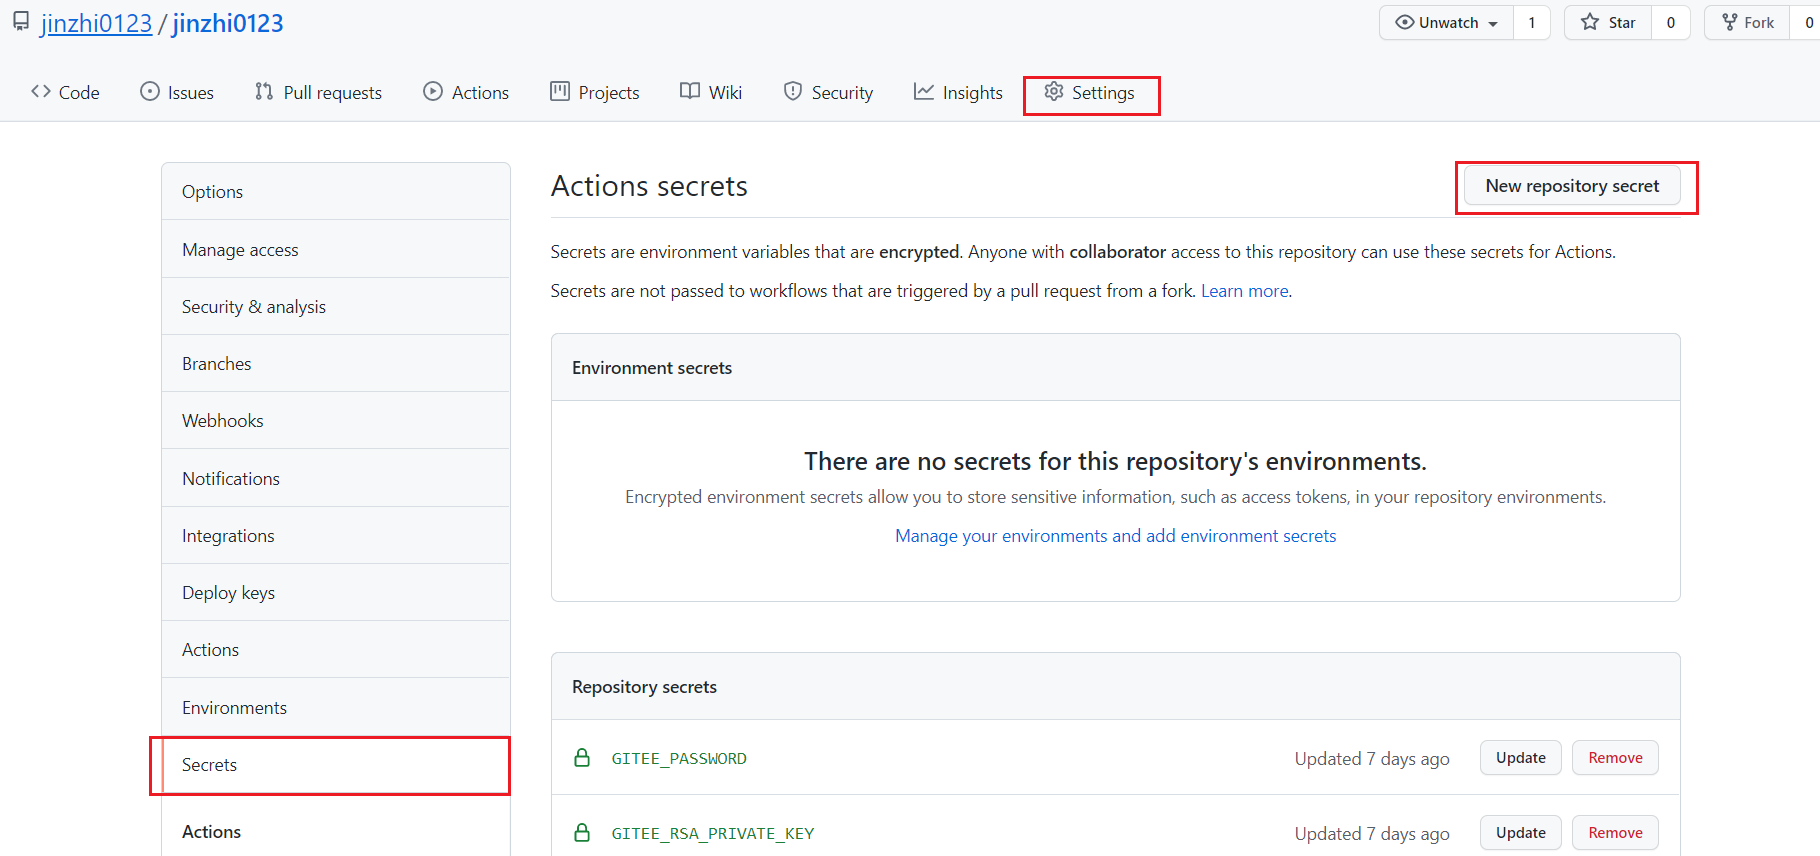 jinzhi0123 / jinzhi0123
Unwatch 1 Star 0 Fork 0
Code Issues Pull requests Actions Projects Wiki Security Insights Settings
Options
Manage access
Security & analysis
Branches
Webhooks
Notifications
Integrations
Deploy keys
Actions
Environments
Secrets
Actions
Actions secrets
New repository secret
Secrets are environment variables that are encrypted. Anyone with collaborator access to this repository can use these secrets for Actions.
Secrets are not passed to workflows that are triggered by a pull request from a fork. Learn more.
Environment secrets
There are no secrets for this repository's environments.
Encrypted environment secrets allow you to store sensitive information, such as access tokens, in your repository environments.
Manage your environments and add environment secrets
Repository secrets
GITEE_PASSWORD Updated 7 days ago Update Remove
GITEE_RSA_PRIVATE_KEY Updated 7 days ago Update Remove